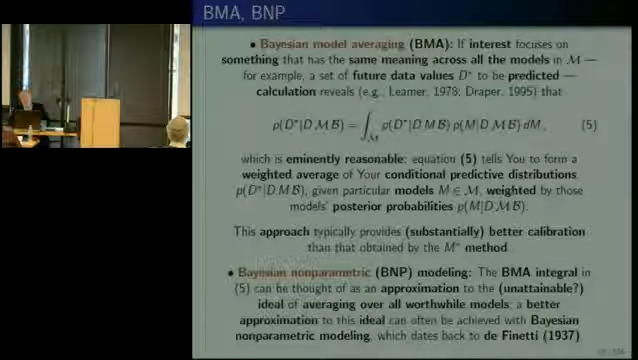 BMA, BNP
• Bayesian model averaging (BMA): If interest focuses on
something that has the same meaning across all the models in ℳ —
for example, a set of future data values D* to be predicted —
calculation reveals (e.g., Leamer, 1978; Draper, 1995) that
p(D*|D ℳ B) = ∫_ℳ p(D*|D M B) p(M|D ℳ B) dM , (5)
which is eminently reasonable: equation (5) tells You to form a
weighted average of Your conditional predictive distributions
p(D*|D M B), given particular models M ∈ ℳ, weighted by those
models' posterior probabilities p(M|D ℳ B).
This approach typically provides (substantially) better calibration
than that obtained by the M* method.
• Bayesian nonparametric (BNP) modeling: The BMA integral in
(5) can be thought of as an approximation to the (unattainable?)
ideal of averaging over all worthwhile models; a better
approximation to this ideal can often be achieved with Bayesian
nonparametric modeling, which dates back to de Finetti (1937)